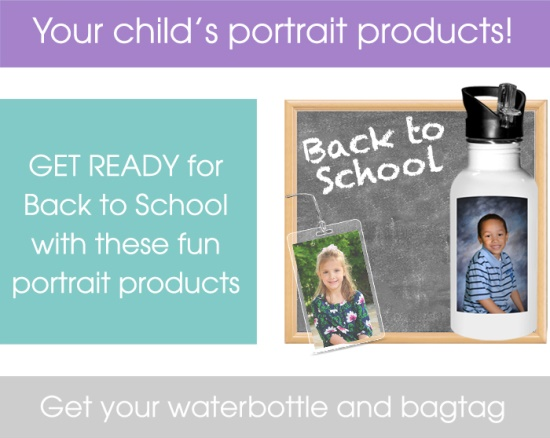 Your child's portrait products!
GET READY for
Back to School
with these fun
portrait products
Back to
School
Get your waterbottle and bagtag